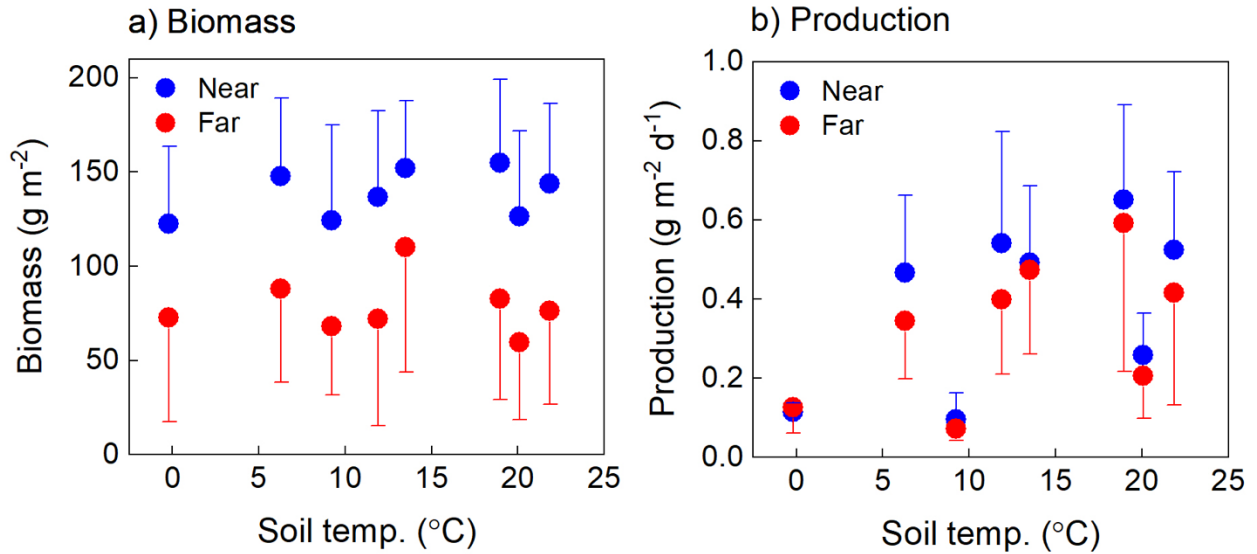 a) Biomass
Biomass (g m-2)
200
150
100
50
0
Near
Far
0 5 10 15 20 25
Soil temp. (°C)
b) Production
Production (g m-2 d-1)
1.0
0.8
0.6
0.4
0.2
0.0
Near
Far
0 5 10 15 20 25
Soil temp. (°C)